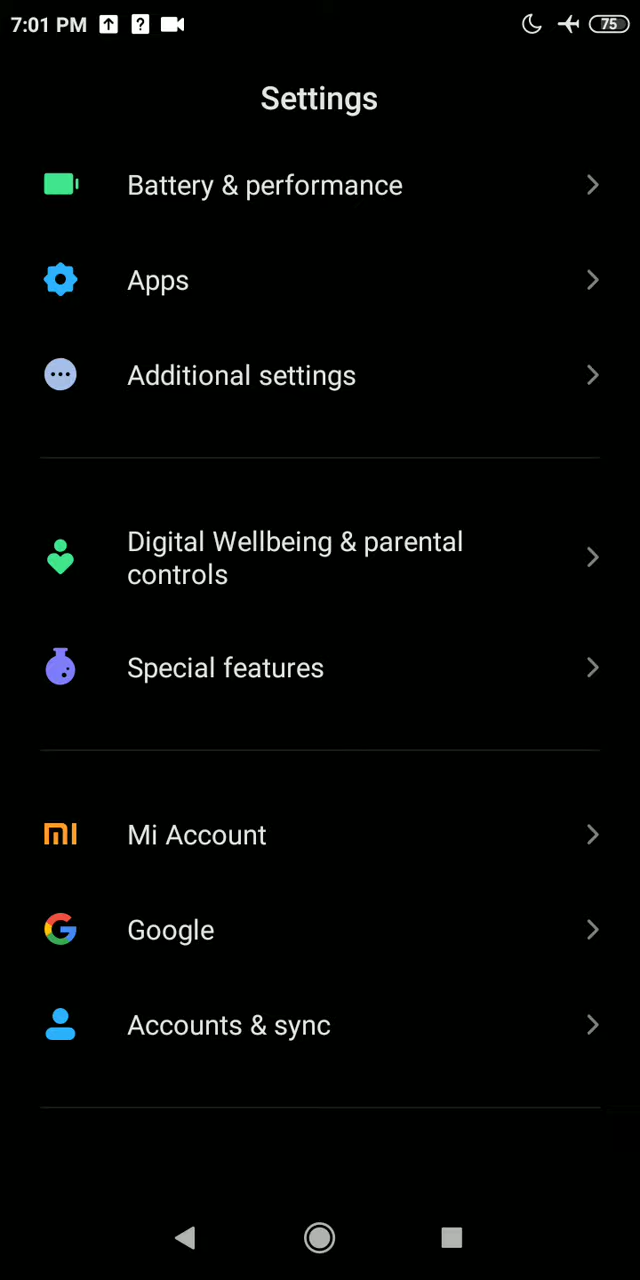 7:01 PM ? 75
Settings
Battery & performance
Apps
Additional settings
Digital Wellbeing & parental
controls
Special features
Mi Account
Google
Accounts & sync